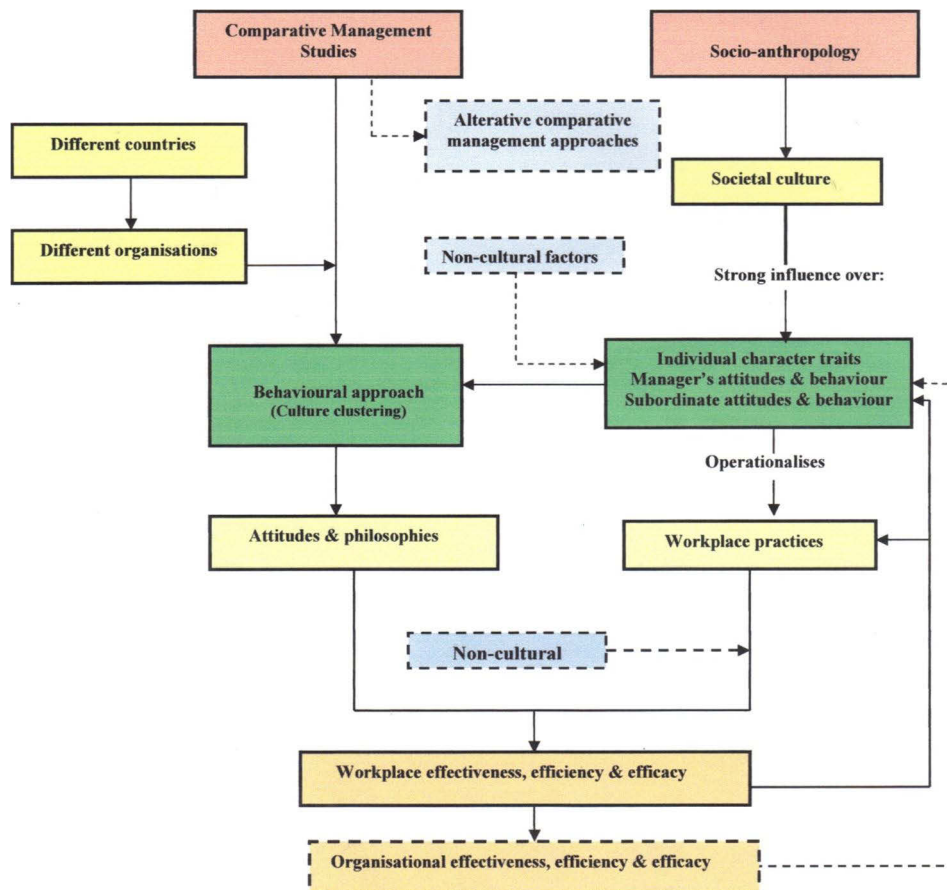 Comparative Management
Studies
Socio-anthropology
Alterative comparative
management approaches
Different countries
Societal culture
Different organisations
Non-cultural factors
Strong influence over:
Individual character traits
Manager’s attitudes & behaviour
Subordinate attitudes & behaviour
Behavioural approach
(Culture clustering)
Operationalises
Attitudes & philosophies
Workplace practices
Non-cultural
Workplace effectiveness, efficiency & efficacy
Organisational effectiveness, efficiency & efficacy